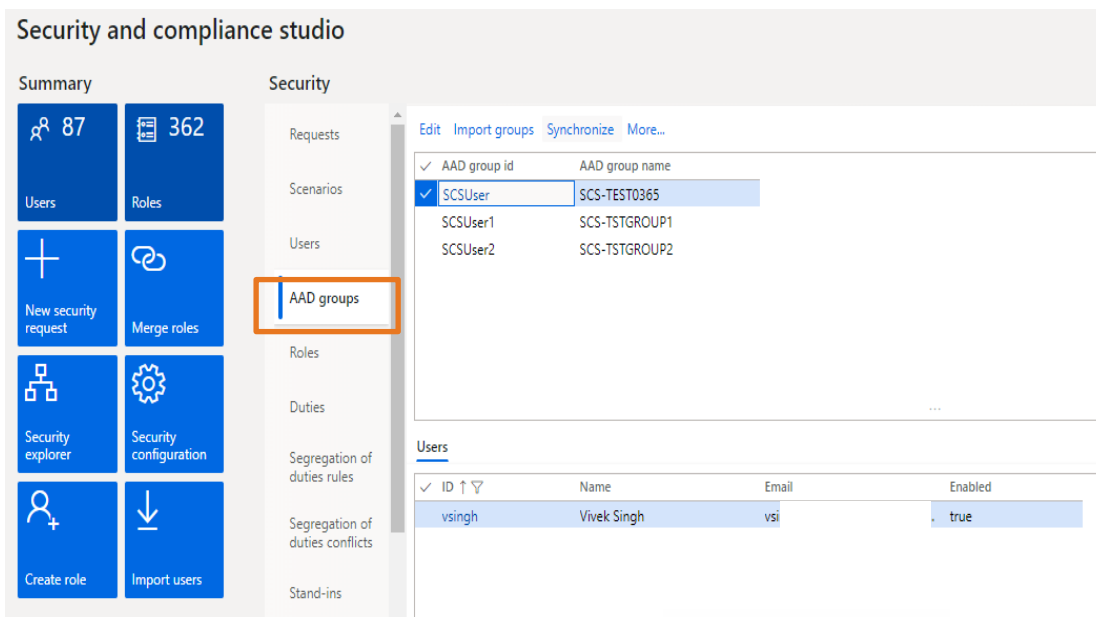 Security and compliance studio
Summary
87
Users
362
Roles
New security
request
Merge roles
Security
explorer
Security
configuration
Create role
Import users
Security
Requests
Scenarios
Users
AAD groups
Roles
Duties
Segregation of
duties rules
Segregation of
duties conflicts
Stand-ins
Edit Import groups Synchronize More...
AAD group id AAD group name
SCSUser SCS-TEST0365
SCSUser1 SCS-TSTGROUP1
SCSUser2 SCS-TSTGROUP2
...
Users
ID ↑ Name Email Enabled
vsingh Vivek Singh vsi . true